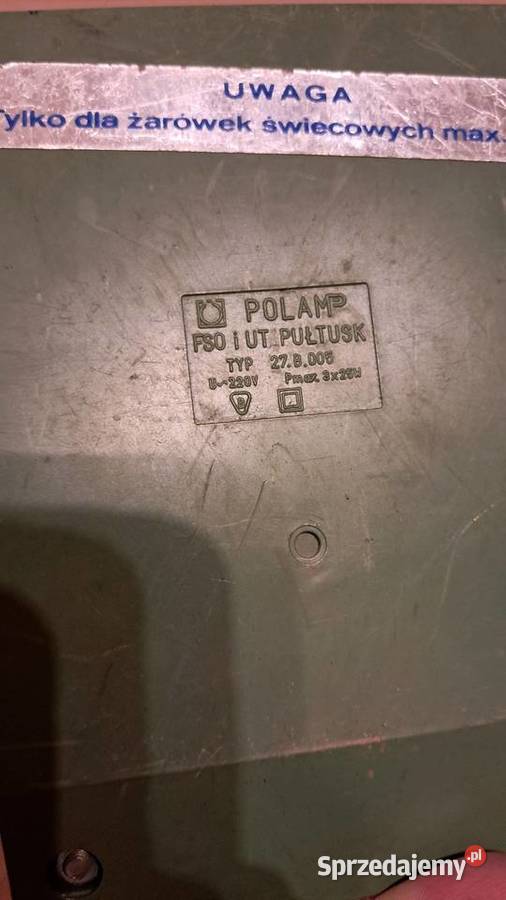 UWAGA
Tylko dla żarówek świecowych max.
POLAMP
FSO i UT. PUŁTUSK
TYP 27.B.005
U~220V Pmax. 3x25W
B
Sprzedajemy.pl